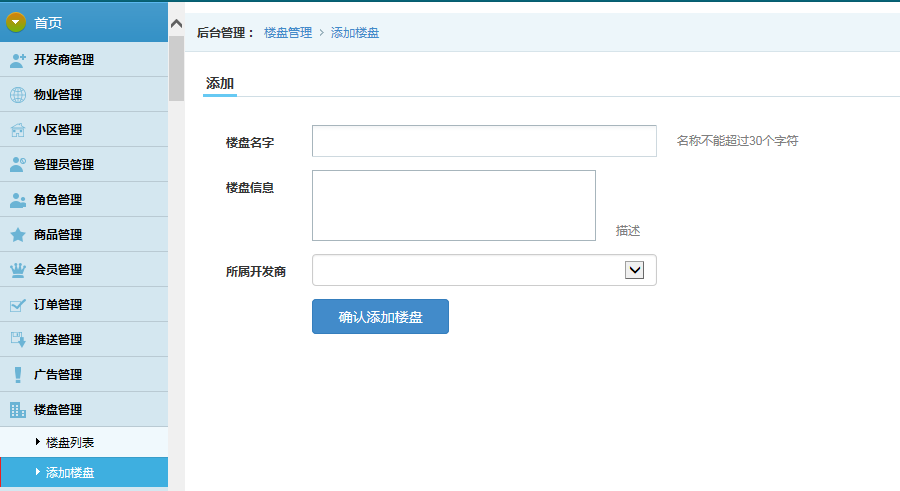 首页
开发商管理
物业管理
小区管理
管理员管理
角色管理
商品管理
会员管理
订单管理
推送管理
广告管理
楼盘管理
楼盘列表
添加楼盘
后台管理： 楼盘管理 › 添加楼盘
添加
楼盘名字 名称不能超过30个字符
楼盘信息 描述
所属开发商
确认添加楼盘